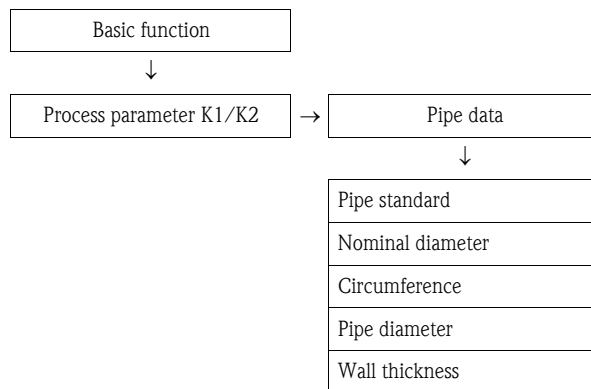 Basic function
↓
Process parameter K1/K2 → Pipe data
↓
Pipe standard
Nominal diameter
Circumference
Pipe diameter
Wall thickness